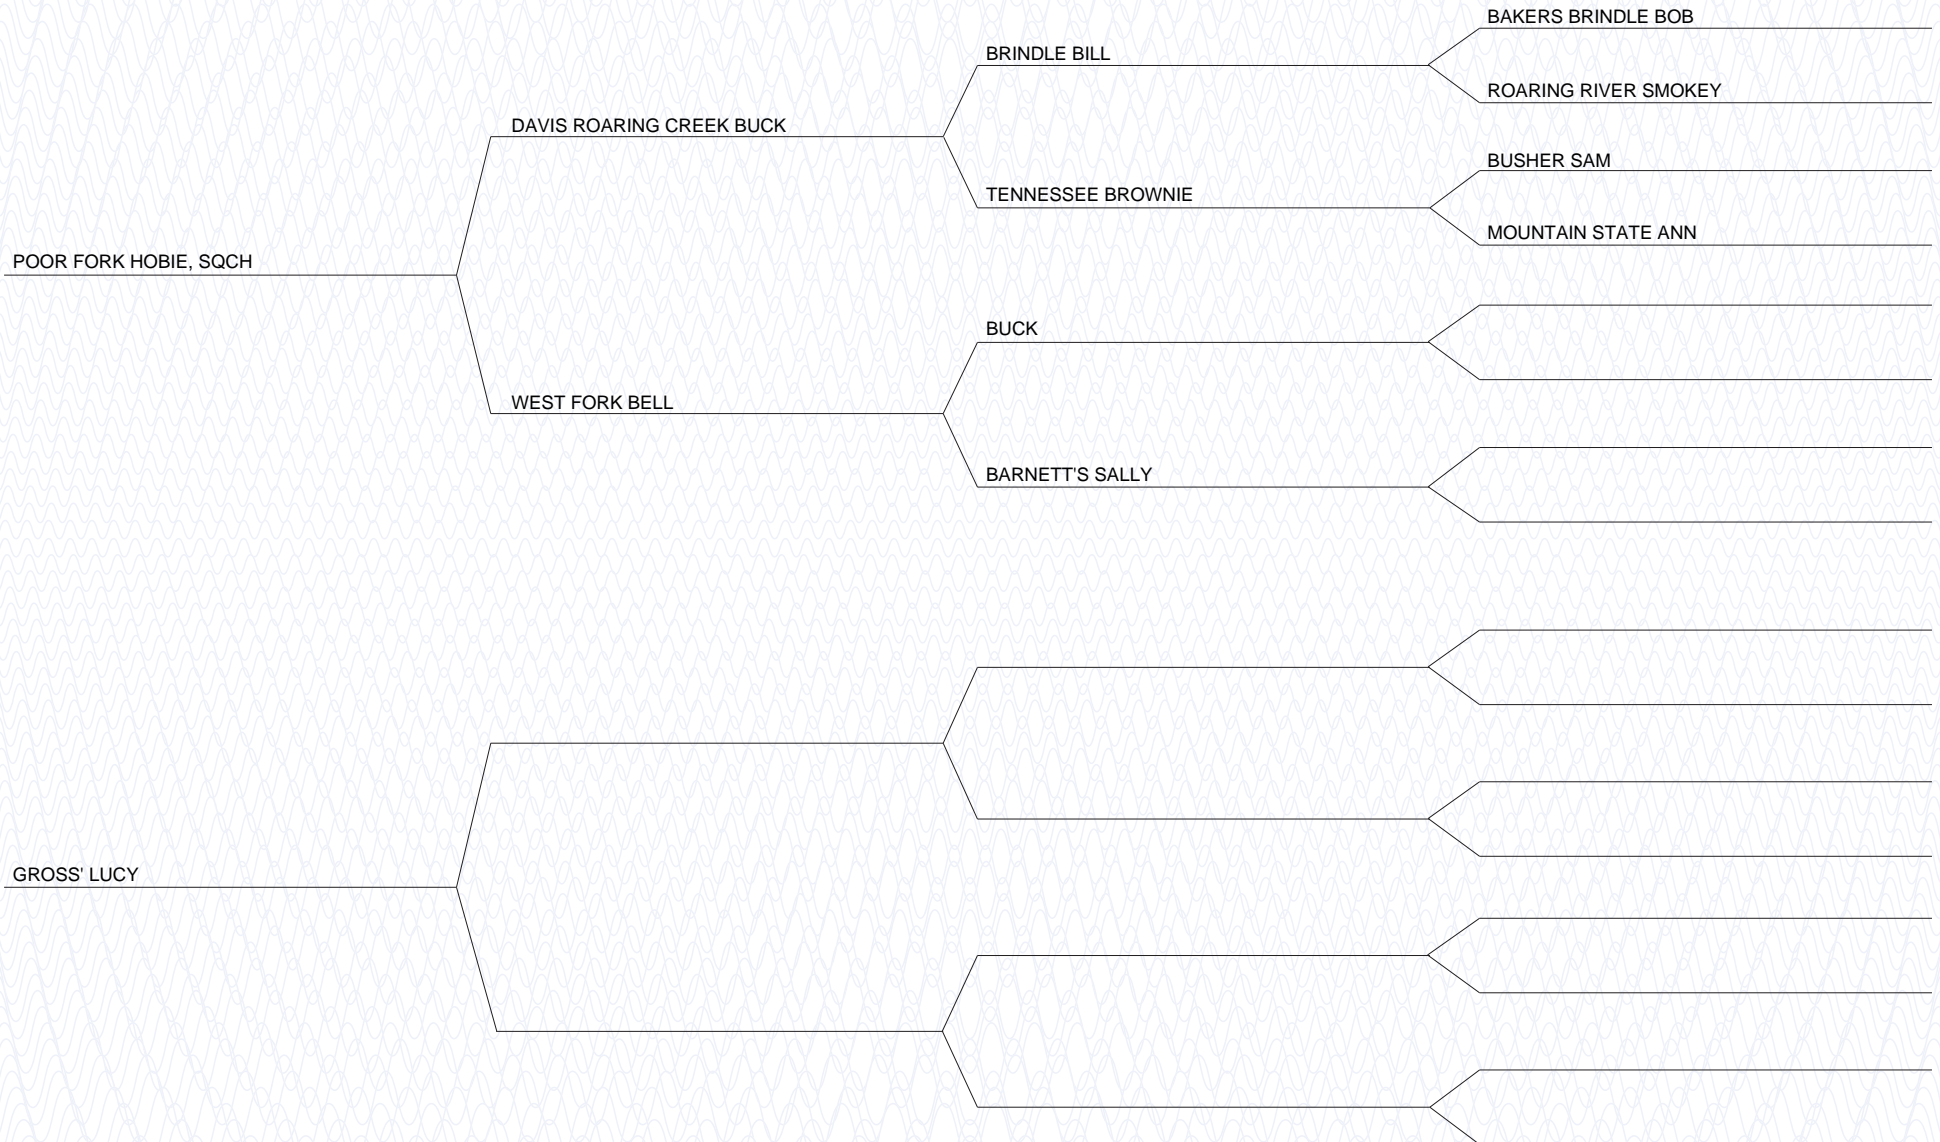 BAKERS BRINDLE BOB
BRINDLE BILL
ROARING RIVER SMOKEY
DAVIS ROARING CREEK BUCK
BUSHER SAM
TENNESSEE BROWNIE
MOUNTAIN STATE ANN
POOR FORK HOBIE, SQCH
BUCK
WEST FORK BELL
BARNETT'S SALLY
GROSS' LUCY